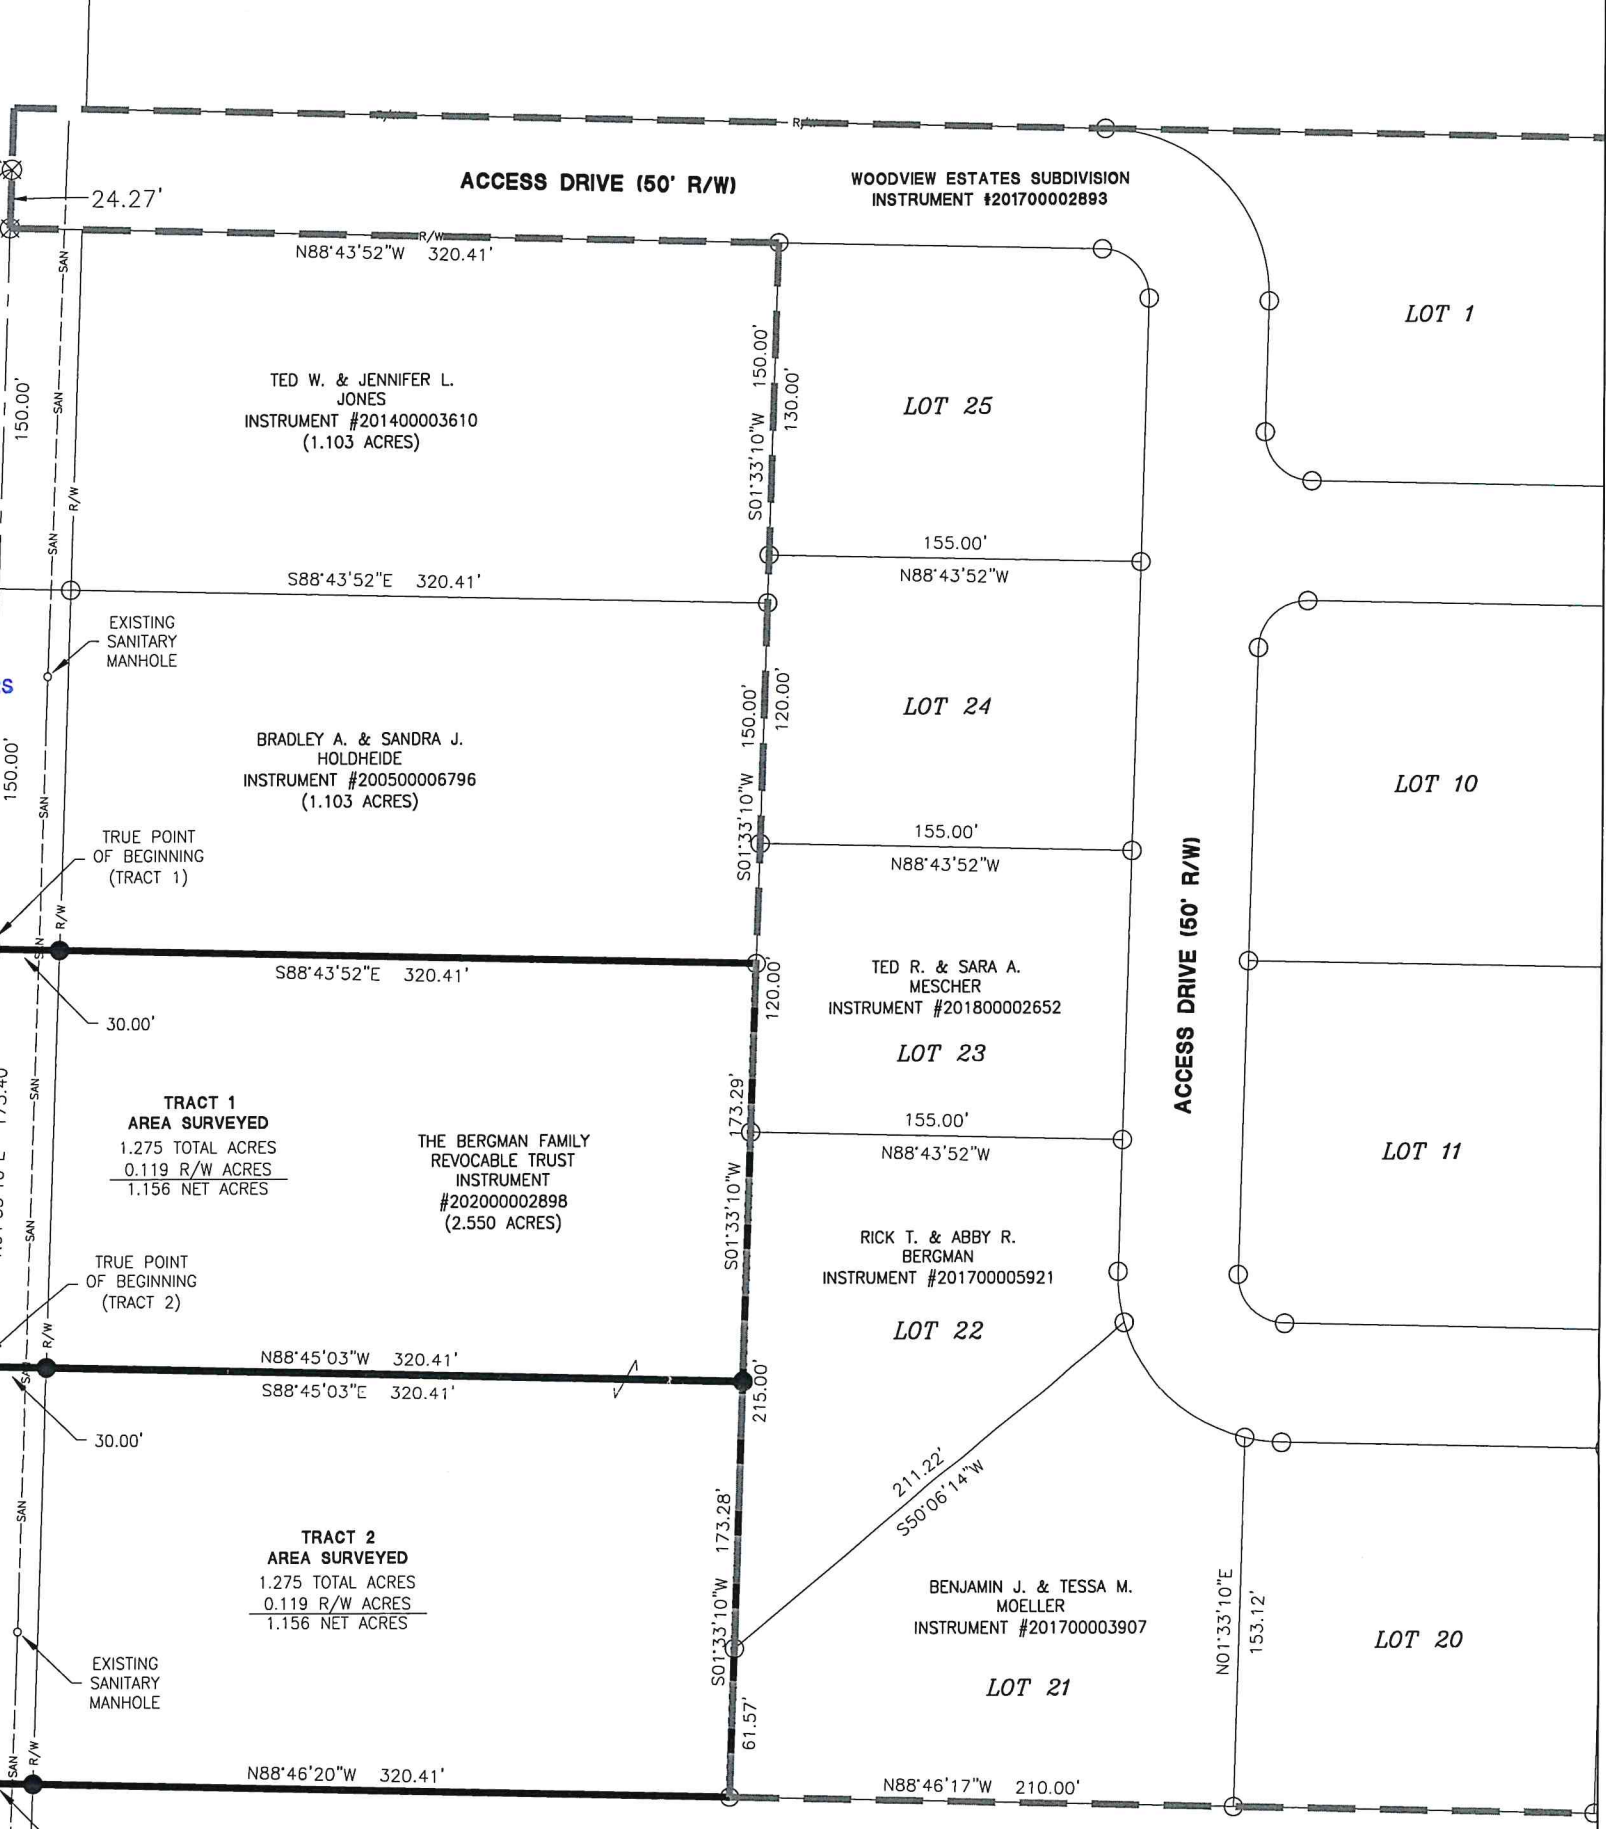 R/W
R/W
ACCESS DRIVE (50' R/W)
WOODVIEW ESTATES SUBDIVISION
INSTRUMENT #201700002893
24.27'
R/W
N88°43'52"W 320.41'
SAN
LOT 1
150.00'
SAN
TED W. & JENNIFER L.
JONES
INSTRUMENT #201400003610
(1.103 ACRES)
S01°33'10"W 150.00'
130.00'
LOT 25
R/W
SAN
155.00'
N88°43'52"W
S88°43'52"E 320.41'
EXISTING
SANITARY
MANHOLE
S
150.00'
SAN
BRADLEY A. & SANDRA J.
HOLDHEIDE
INSTRUMENT #200500006796
(1.103 ACRES)
S01°33'10"W 150.00'
120.00'
LOT 24
LOT 10
155.00'
N88°43'52"W
TRUE POINT
OF BEGINNING
(TRACT 1)
R/W
SAN
S88°43'52"E 320.41'
30.00'
120.00'
TED R. & SARA A.
MESCHER
INSTRUMENT #201800002652
LOT 23
ACCESS DRIVE (50' R/W)
SAN
TRACT 1
AREA SURVEYED
1.275 TOTAL ACRES
0.119 R/W ACRES
1.156 NET ACRES
THE BERGMAN FAMILY
REVOCABLE TRUST
INSTRUMENT
#202000002898
(2.550 ACRES)
S01°33'10"W 173.29'
155.00'
N88°43'52"W
LOT 11
SAN
TRUE POINT
OF BEGINNING
(TRACT 2)
R/W
RICK T. & ABBY R.
BERGMAN
INSTRUMENT #201700005921
LOT 22
N88°45'03"W 320.41'
S88°45'03"E 320.41'
SAN
30.00'
215.00'
211.22'
S50°06'14"W
SAN
TRACT 2
AREA SURVEYED
1.275 TOTAL ACRES
0.119 R/W ACRES
1.156 NET ACRES
S01°33'10"W 173.28'
BENJAMIN J. & TESSA M.
MOELLER
INSTRUMENT #201700003907
LOT 21
N01°33'10"E
153.12'
LOT 20
EXISTING
SANITARY
MANHOLE
61.57'
R/W
SAN
N88°46'20"W 320.41'
N88°46'17"W 210.00'